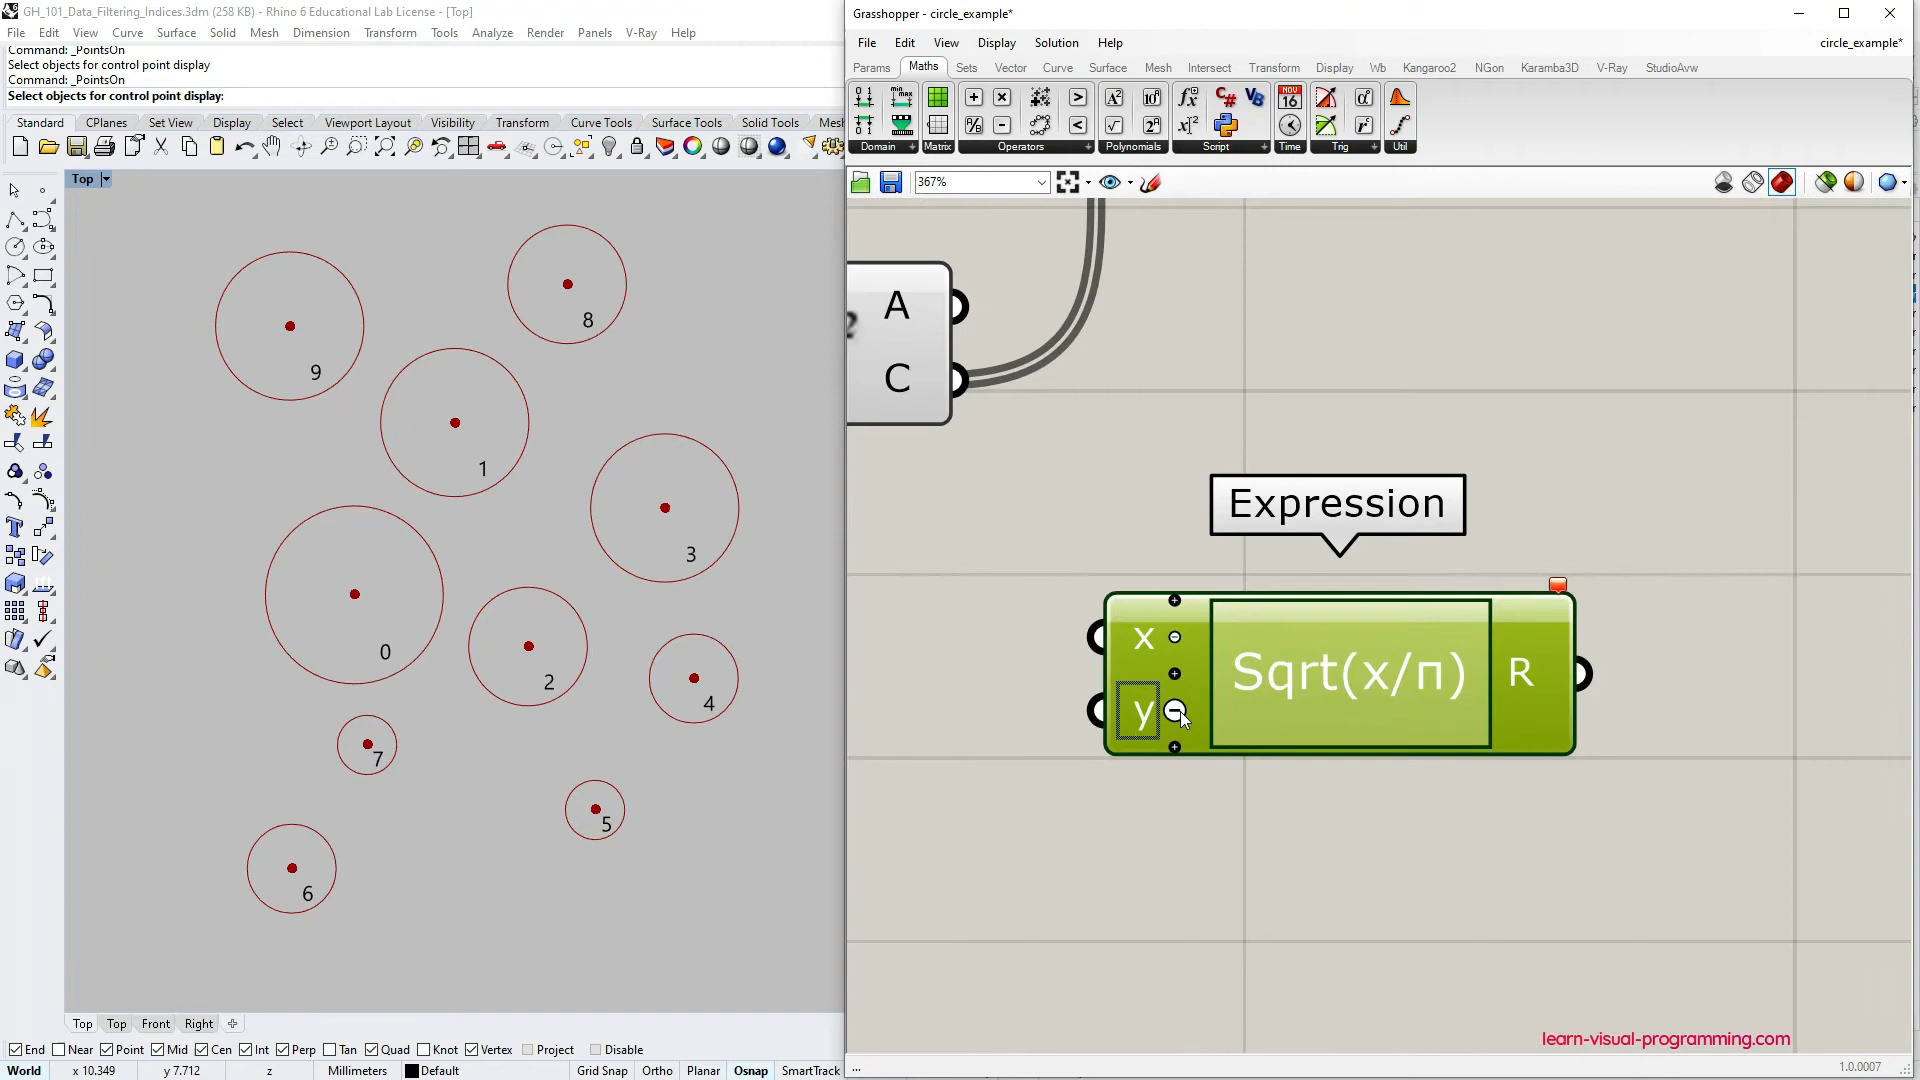 GH_101_Data_Filtering_Indices.3dm (258 KB) - Rhino 6 Educational Lab License - [Top]
File Edit View Curve Surface Solid Mesh Dimension Transform Tools Analyze Render Panels V-Ray Help
Command: _PointsOn
Select objects for control point display
Command: _PointsOn
Select objects for control point display:
Standard CPlanes Set View Display Select Viewport Layout Visibility Transform Curve Tools Surface Tools Solid Tools Mesh
Top
8
9
1
3
0
2
4
7
5
6
Top Top Front Right
End Near Point Mid Cen Int Perp Tan Quad Knot Vertex Project Disable
World x 10.349 y 7.712 z Millimeters Default Grid Snap Ortho Planar Osnap SmartTrack
Grasshopper - circle_example*
File Edit View Display Solution Help circle_example*
Params Maths Sets Vector Curve Surface Mesh Intersect Transform Display Wb Kangaroo2 NGon Karamba3D V-Ray StudioAvw
Domain Matrix Operators Polynomials Script Time Trig Util
367%
A
C
Expression
x
y
Sqrt(x/π)
R
learn-visual-programming.com
...
1.0.0007